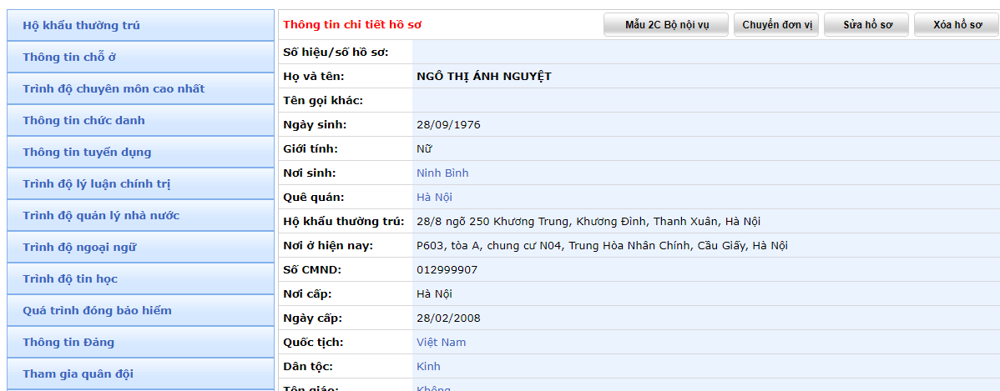 Hộ khẩu thường trú
Thông tin chỗ ở
Trình độ chuyên môn cao nhất
Thông tin chức danh
Thông tin tuyển dụng
Trình độ lý luận chính trị
Trình độ quản lý nhà nước
Trình độ ngoại ngữ
Trình độ tin học
Quá trình đóng bảo hiểm
Thông tin Đảng
Tham gia quân đội
Thông tin chi tiết hồ sơ Mẫu 2C Bộ nội vụ Chuyển đơn vị Sửa hồ sơ Xóa hồ sơ
Số hiệu/số hồ sơ:
Họ và tên: NGÔ THỊ ÁNH NGUYỆT
Tên gọi khác:
Ngày sinh: 28/09/1976
Giới tính: Nữ
Nơi sinh: Ninh Bình
Quê quán: Hà Nội
Hộ khẩu thường trú: 28/8 ngõ 250 Khương Trung, Khương Đình, Thanh Xuân, Hà Nội
Nơi ở hiện nay: P603, tòa A, chung cư N04, Trung Hòa Nhân Chính, Cầu Giấy, Hà Nội
Số CMND: 012999907
Nơi cấp: Hà Nội
Ngày cấp: 28/02/2008
Quốc tịch: Việt Nam
Dân tộc: Kinh
Tôn giáo: Không